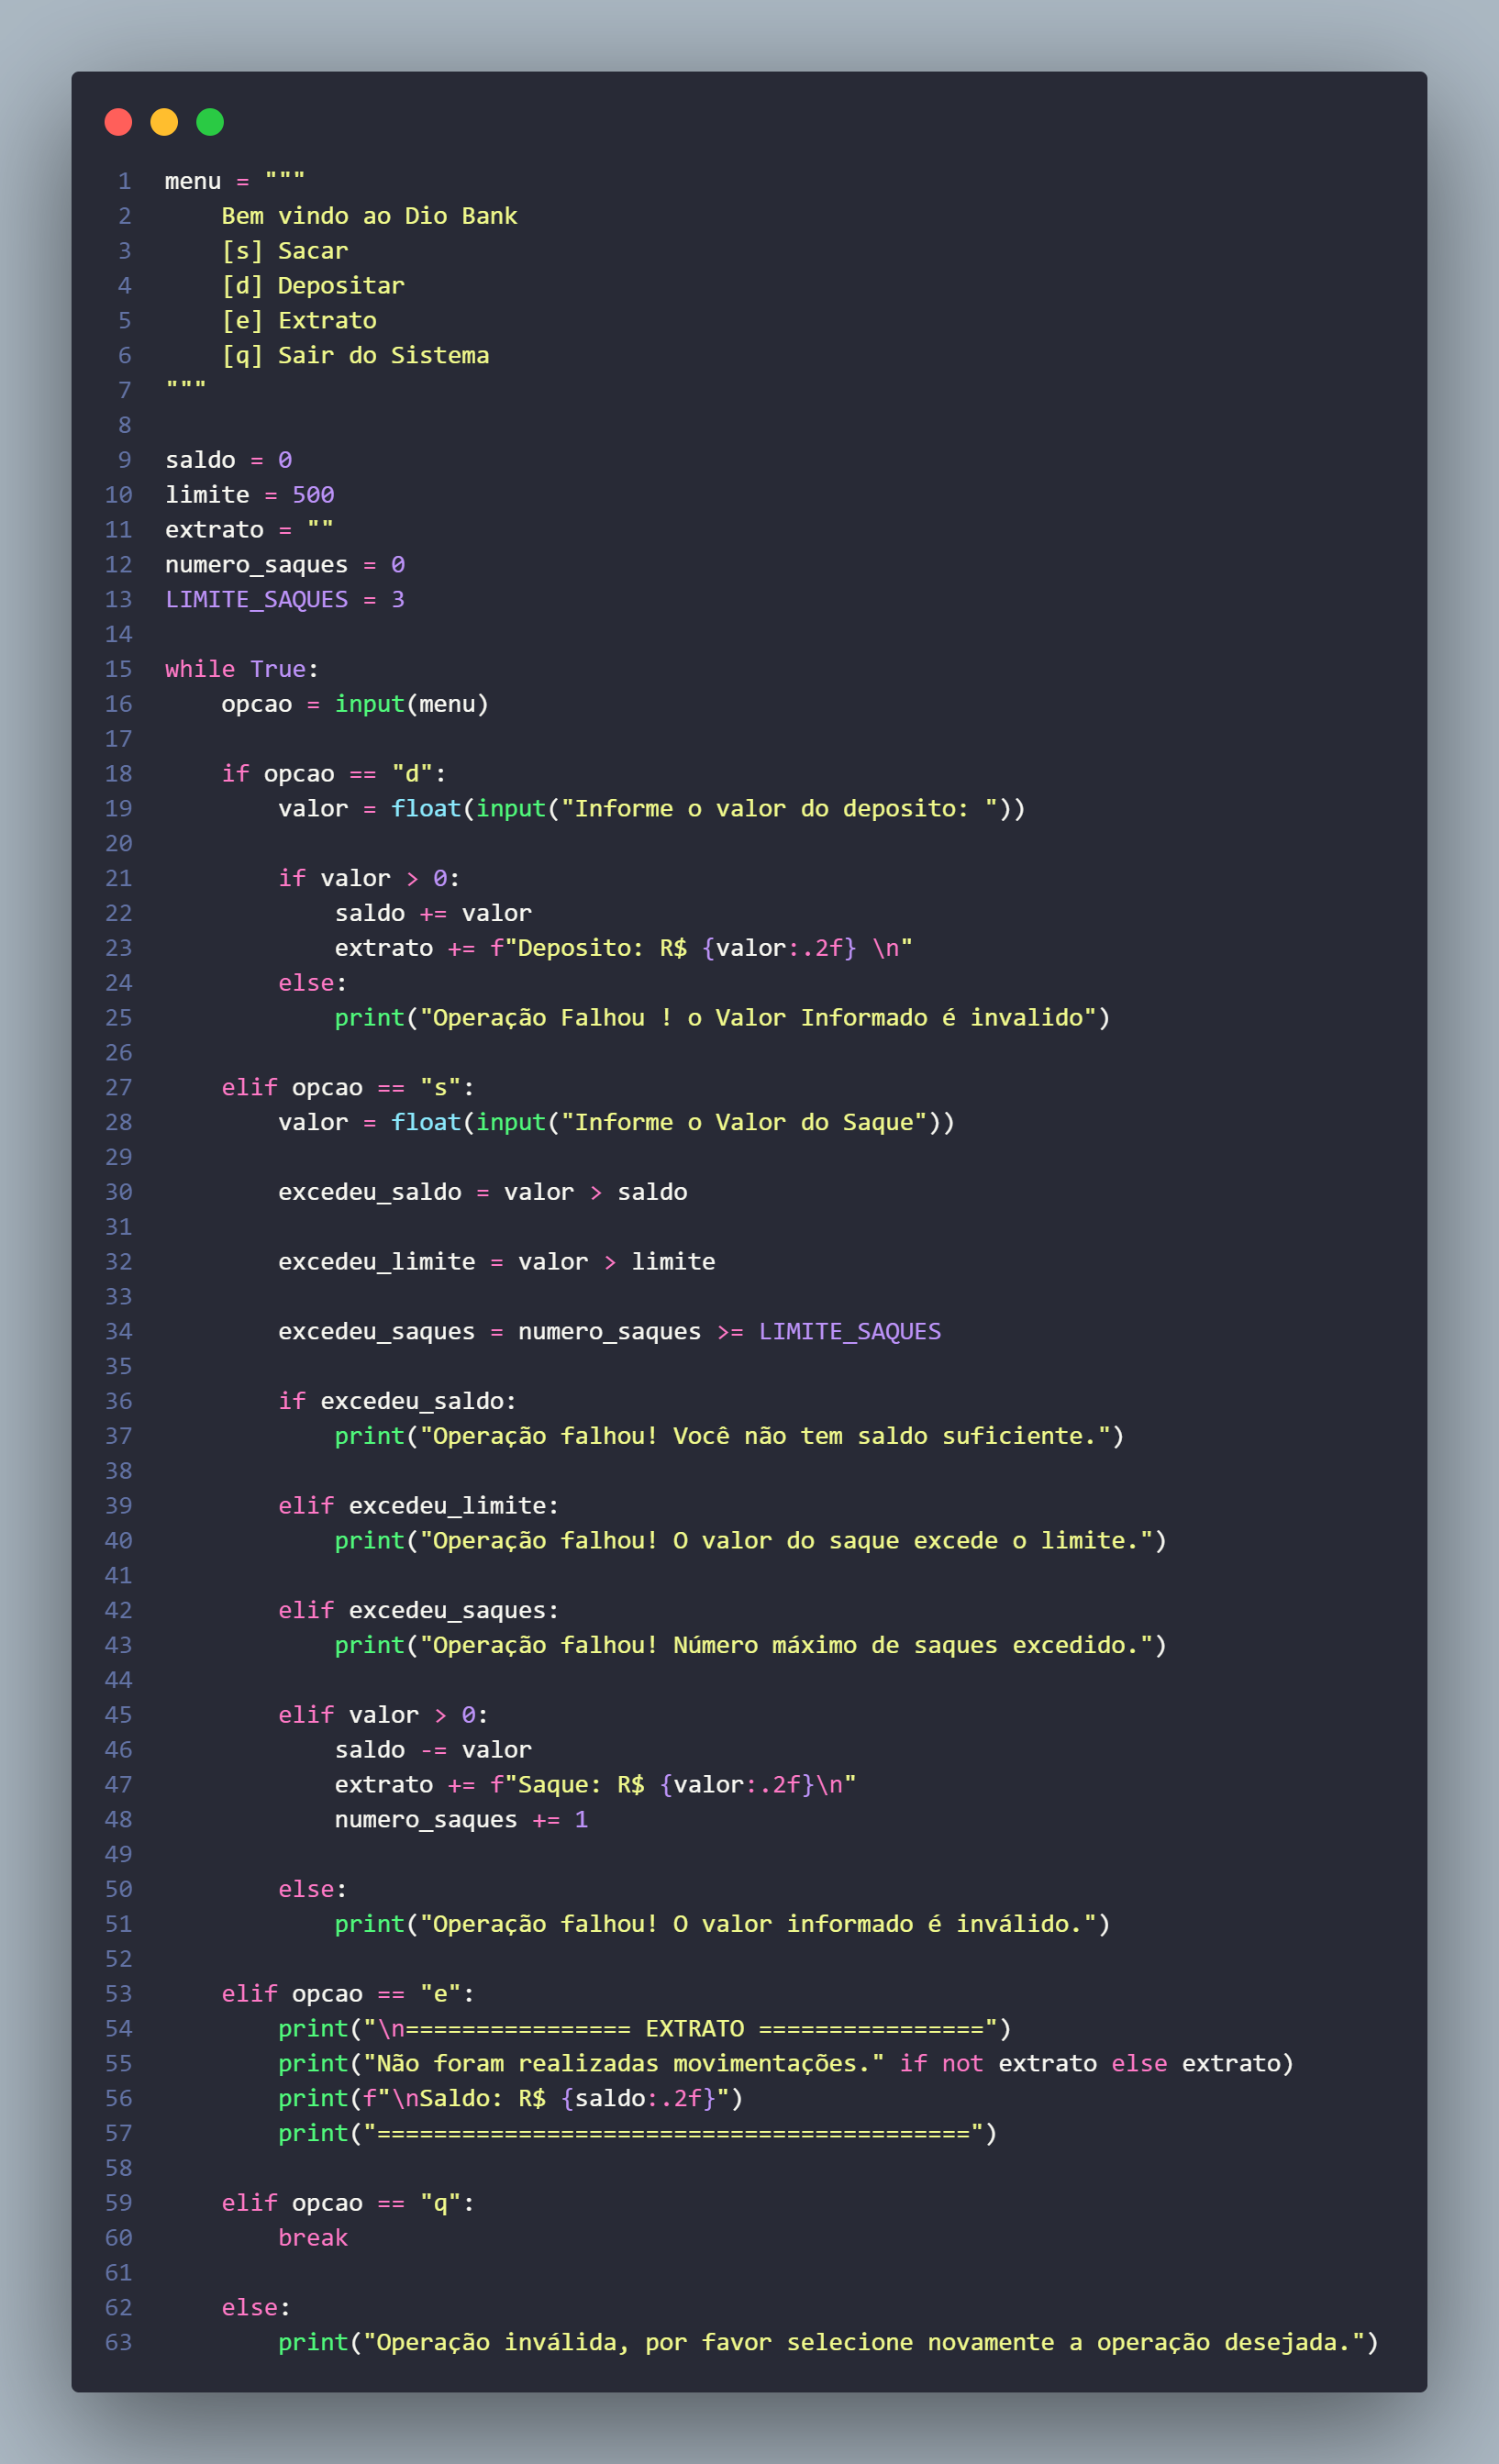 1 menu = """
2     Bem vindo ao Dio Bank
3     [s] Sacar
4     [d] Depositar
5     [e] Extrato
6     [q] Sair do Sistema
7 """
8
9 saldo = 0
10 limite = 500
11 extrato = ""
12 numero_saques = 0
13 LIMITE_SAQUES = 3
14
15 while True:
16     opcao = input(menu)
17
18     if opcao == "d":
19         valor = float(input("Informe o valor do deposito: "))
20
21         if valor > 0:
22             saldo += valor
23             extrato += f"Deposito: R$ {valor:.2f} \n"
24         else:
25             print("Operação Falhou ! o Valor Informado é invalido")
26
27     elif opcao == "s":
28         valor = float(input("Informe o Valor do Saque"))
29
30         excedeu_saldo = valor > saldo
31
32         excedeu_limite = valor > limite
33
34         excedeu_saques = numero_saques >= LIMITE_SAQUES
35
36         if excedeu_saldo:
37             print("Operação falhou! Você não tem saldo suficiente.")
38
39         elif excedeu_limite:
40             print("Operação falhou! O valor do saque excede o limite.")
41
42         elif excedeu_saques:
43             print("Operação falhou! Número máximo de saques excedido.")
44
45         elif valor > 0:
46             saldo -= valor
47             extrato += f"Saque: R$ {valor:.2f}\n"
48             numero_saques += 1
49
50         else:
51             print("Operação falhou! O valor informado é inválido.")
52
53     elif opcao == "e":
54         print("\n================ EXTRATO ================")
55         print("Não foram realizadas movimentações." if not extrato else extrato)
56         print(f"\nSaldo: R$ {saldo:.2f}")
57         print("==========================================")
58
59     elif opcao == "q":
60         break
61
62     else:
63         print("Operação inválida, por favor selecione novamente a operação desejada.")